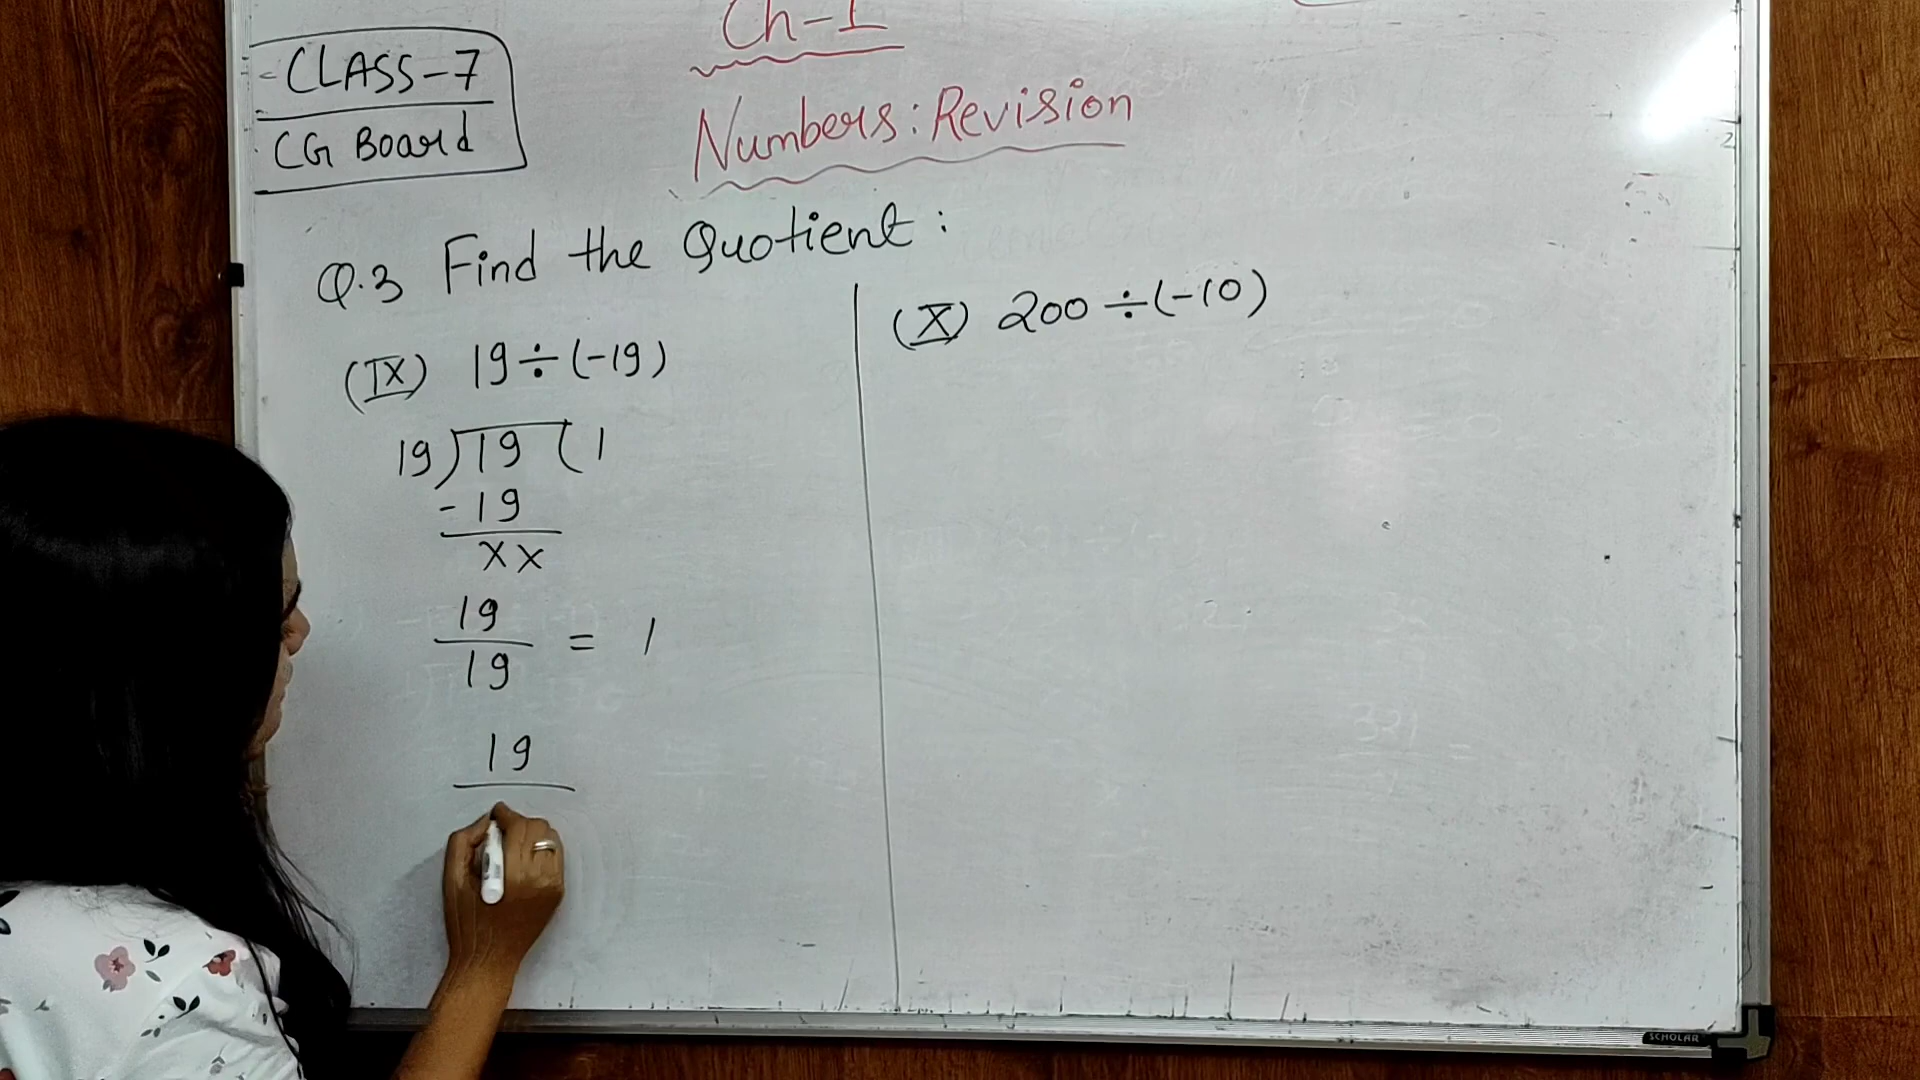 Ch-1
CLASS-7
CG Board
Numbers: Revision
Q.3 Find the Quotient:
(IX) 19÷(-19)
19)19(1
-19
xx
19
19
= 1
19
(X) 200÷(-10)
SCHOLAR